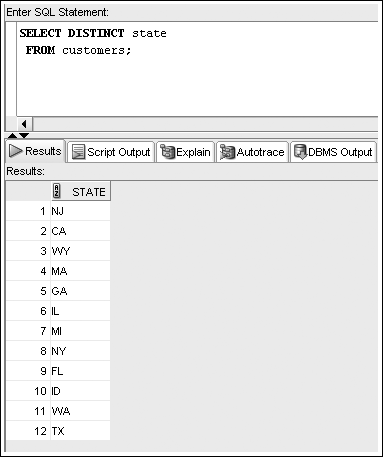 Enter SQL Statement:
SELECT DISTINCT state
FROM customers;
Results Script Output Explain Autotrace DBMS Output
Results:
A Z STATE
1 NJ
2 CA
3 WY
4 MA
5 GA
6 IL
7 MI
8 NY
9 FL
10 ID
11 WA
12 TX